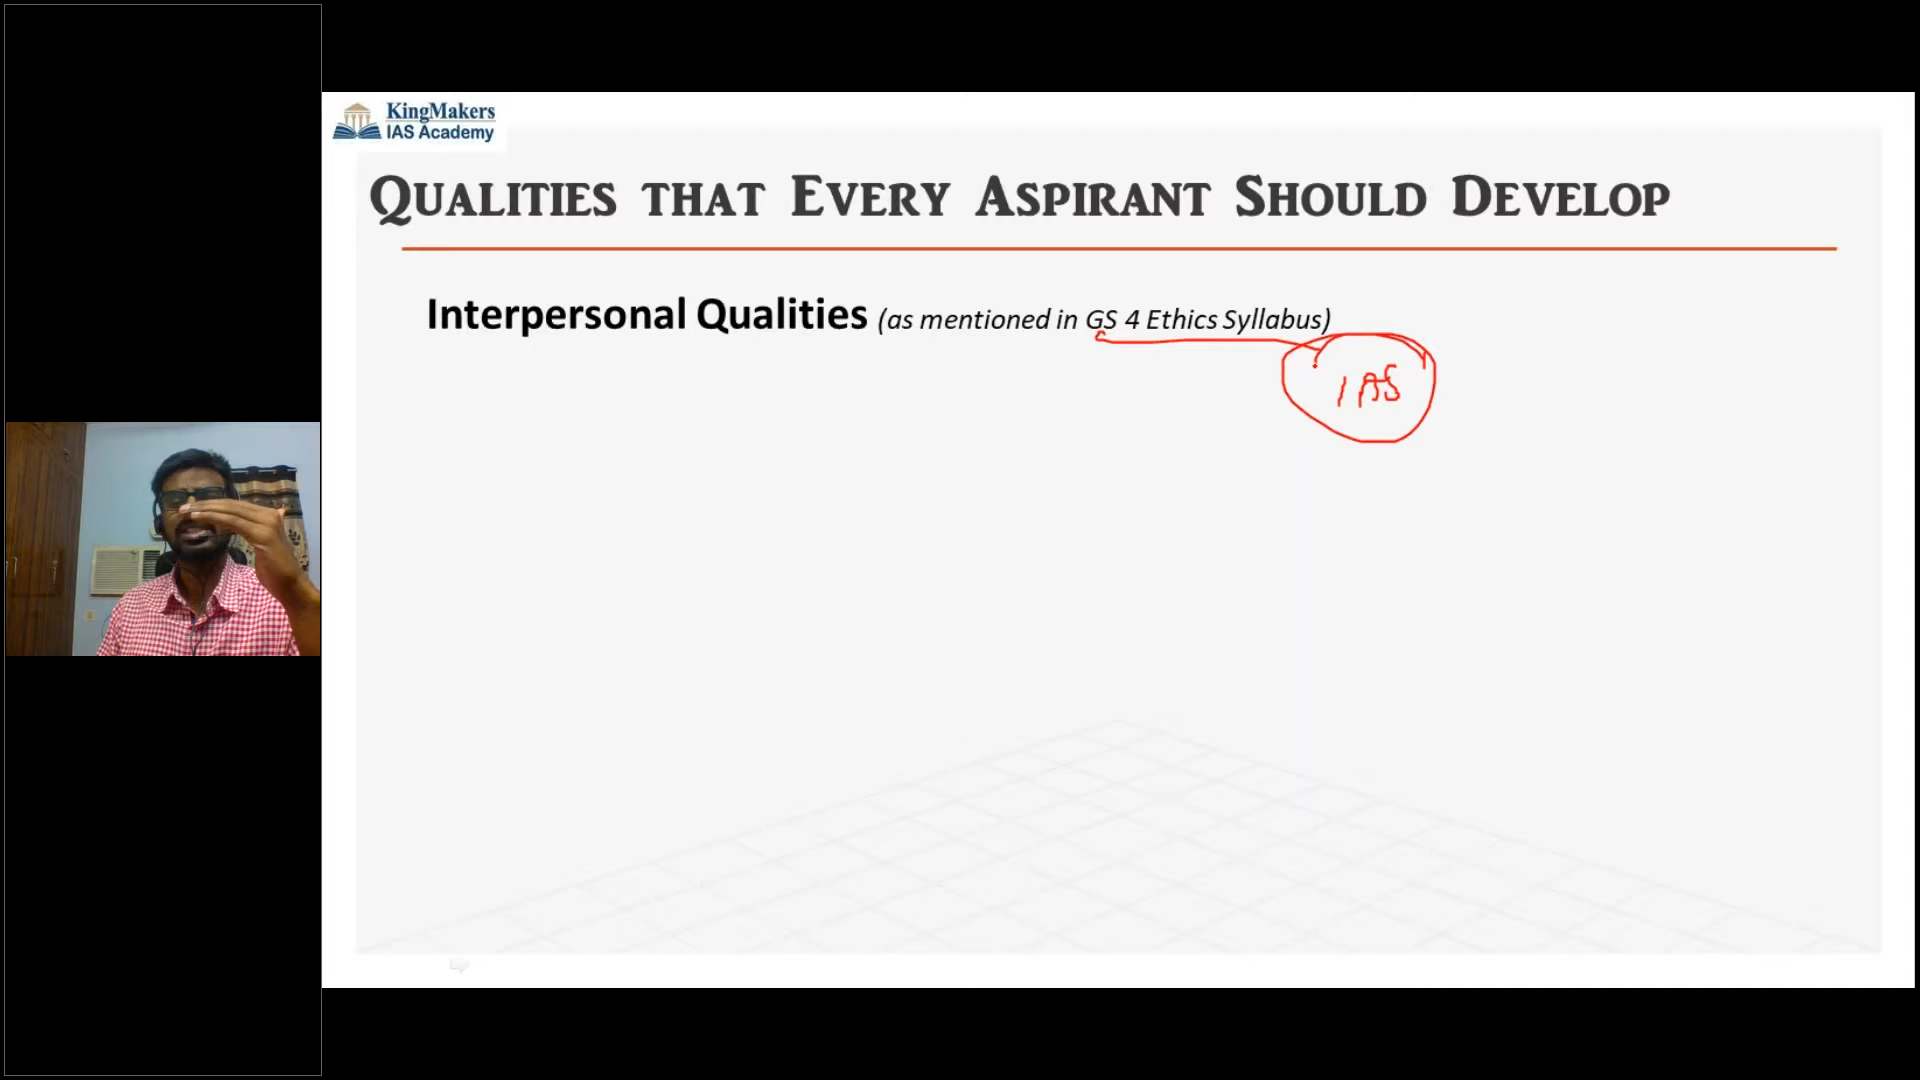 KingMakers
IAS Academy
Qualities that Every Aspirant Should Develop
Interpersonal Qualities (as mentioned in GS 4 Ethics Syllabus)
IAS